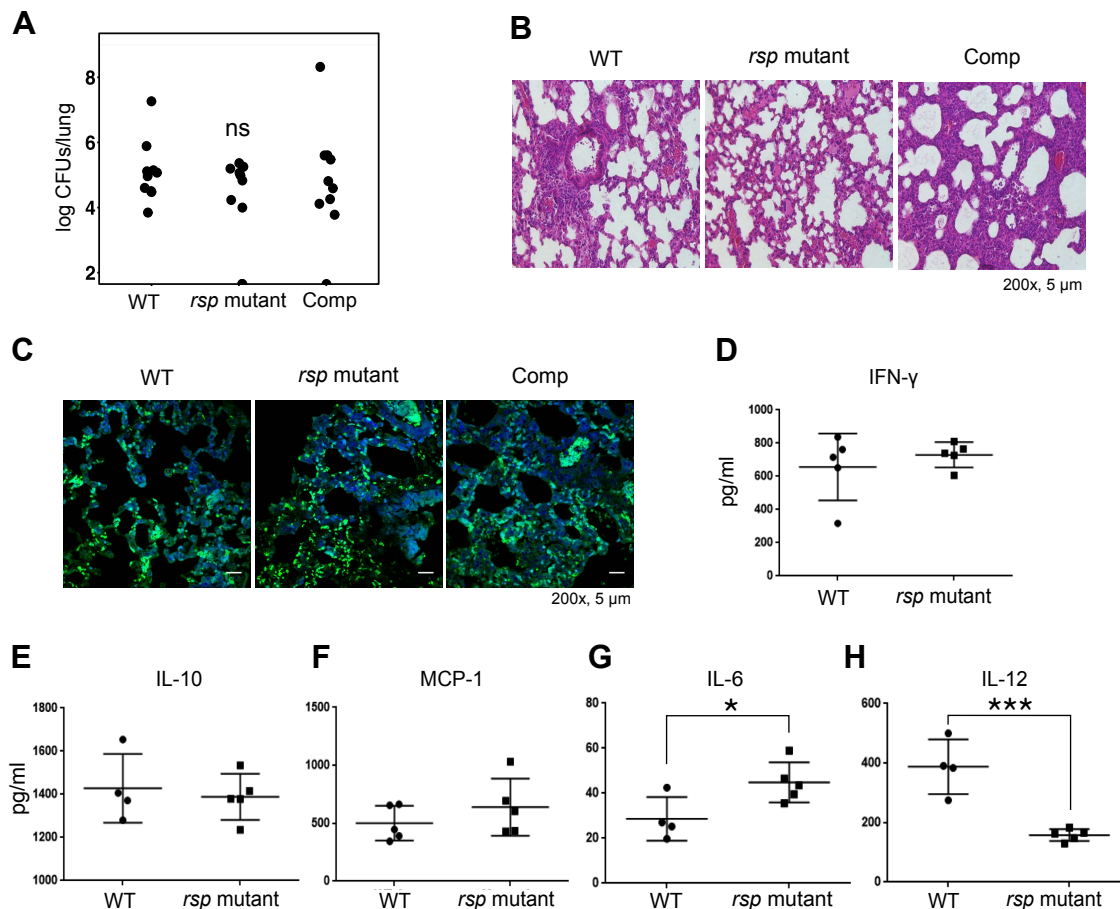 A
log CFUs/lung
8
6
4
2
ns
WT rsp mutant Comp
B
WT rsp mutant Comp
200x, 5 µm
C
WT rsp mutant Comp
200x, 5 µm
D
IFN-γ
pg/ml
1000
800
600
400
200
0
WT rsp mutant
E
IL-10
pg/ml
1800
1600
1400
1200
1000
WT rsp mutant
F
MCP-1
1500
1000
500
0
WT rsp mutant
G
IL-6
80
60
40
20
0
*
WT rsp mutant
H
IL-12
600
400
200
0
***
WT rsp mutant